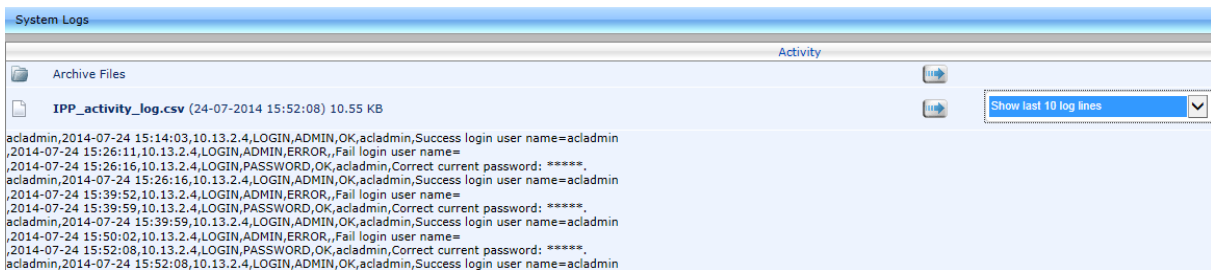 System Logs
Activity
Archive Files
IPP_activity_log.csv (24-07-2014 15:52:08) 10.55 KB
Show last 10 log lines
acladmin,2014-07-24 15:14:03,10.13.2.4,LOGIN,ADMIN,OK,acladmin,Success login user name=acladmin
,2014-07-24 15:26:11,10.13.2.4,LOGIN,ADMIN,ERROR,,Fail login user name=
,2014-07-24 15:26:16,10.13.2.4,LOGIN,PASSWORD,OK,acladmin,Correct current password: *****.
acladmin,2014-07-24 15:26:16,10.13.2.4,LOGIN,ADMIN,OK,acladmin,Success login user name=acladmin
,2014-07-24 15:39:52,10.13.2.4,LOGIN,ADMIN,ERROR,,Fail login user name=
,2014-07-24 15:39:59,10.13.2.4,LOGIN,PASSWORD,OK,acladmin,Correct current password: *****.
acladmin,2014-07-24 15:39:59,10.13.2.4,LOGIN,ADMIN,OK,acladmin,Success login user name=acladmin
,2014-07-24 15:50:02,10.13.2.4,LOGIN,ADMIN,ERROR,,Fail login user name=
,2014-07-24 15:52:08,10.13.2.4,LOGIN,PASSWORD,OK,acladmin,Correct current password: *****.
acladmin,2014-07-24 15:52:08,10.13.2.4,LOGIN,ADMIN,OK,acladmin,Success login user name=acladmin